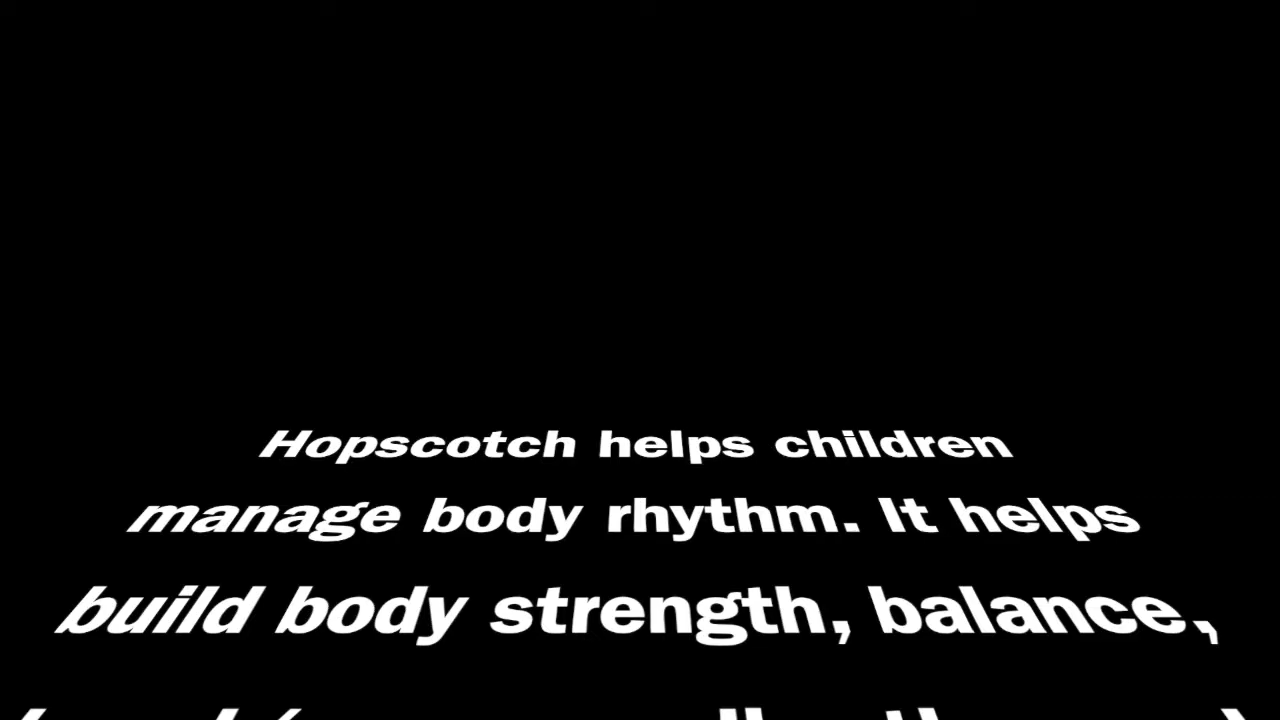 Hopscotch helps children
manage body rhythm. It helps
build body strength, balance,